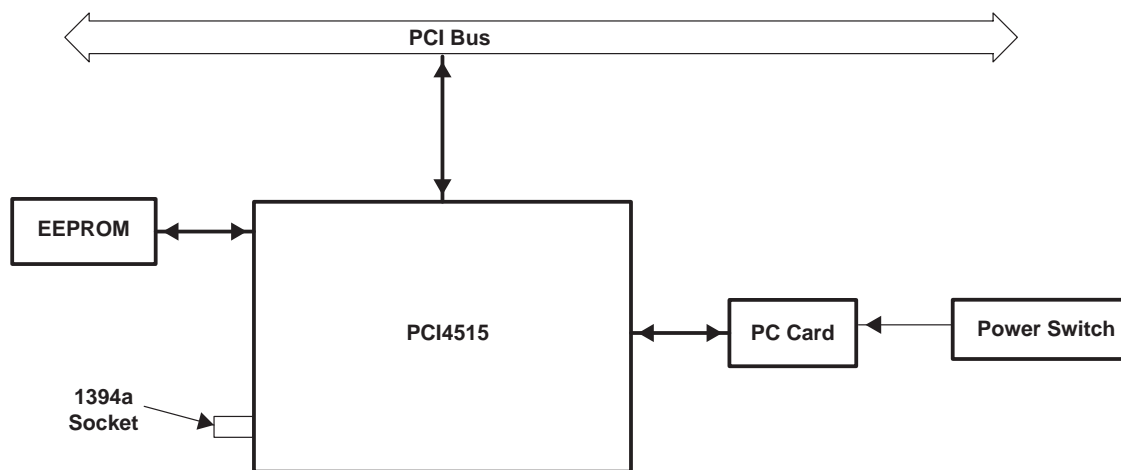 PCI Bus
EEPROM
PCI4515
PC Card
Power Switch
1394a
Socket